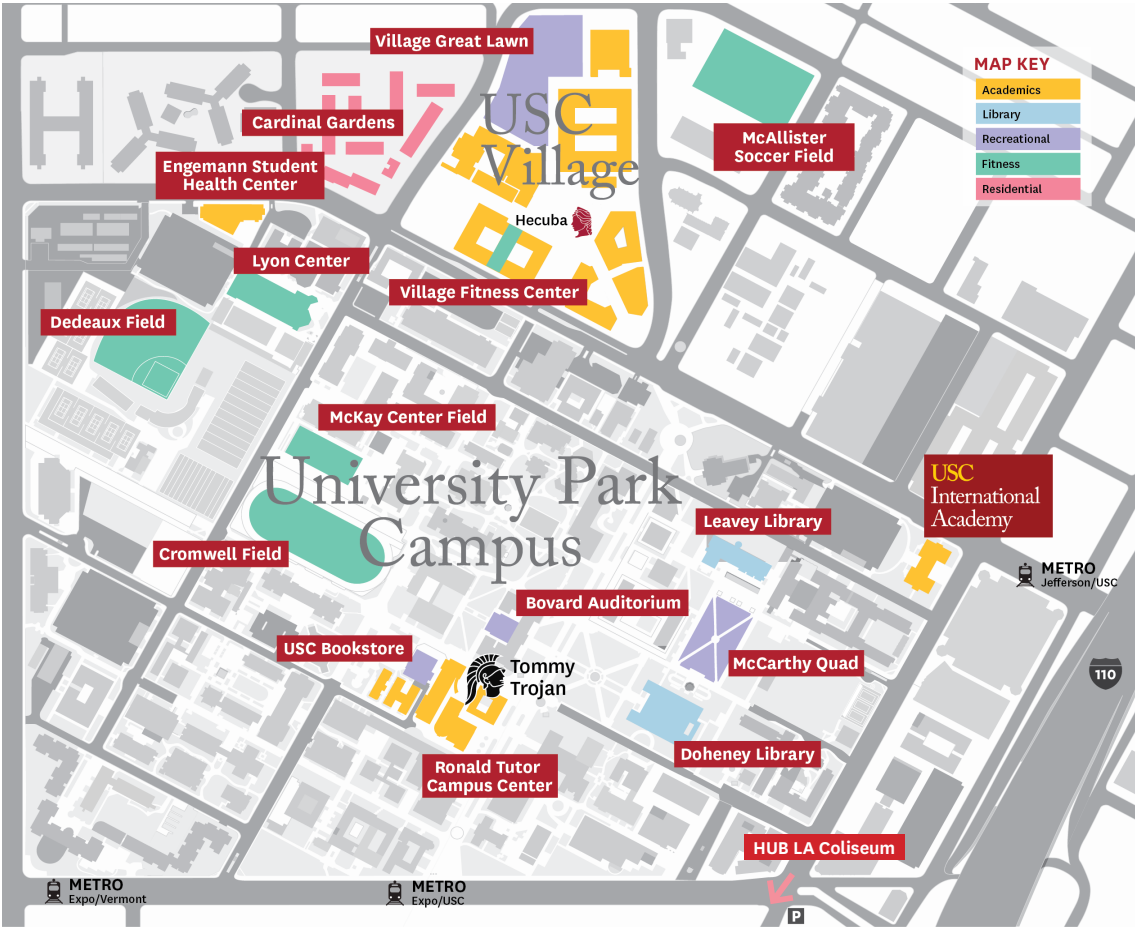 Village Great Lawn
MAP KEY
Academics
Library
Recreational
Fitness
Residential
USC
Village
Cardinal Gardens
McAllister
Soccer Field
Engemann Student
Health Center
Hecuba
Lyon Center
Village Fitness Center
Dedeaux Field
McKay Center Field
University Park
Campus
USC
International
Academy
Leavey Library
Cromwell Field
METRO
Jefferson/USC
Bovard Auditorium
USC Bookstore
Tommy
Trojan
McCarthy Quad
110
Doheney Library
Ronald Tutor
Campus Center
HUB LA Coliseum
METRO
Expo/Vermont
METRO
Expo/USC
P